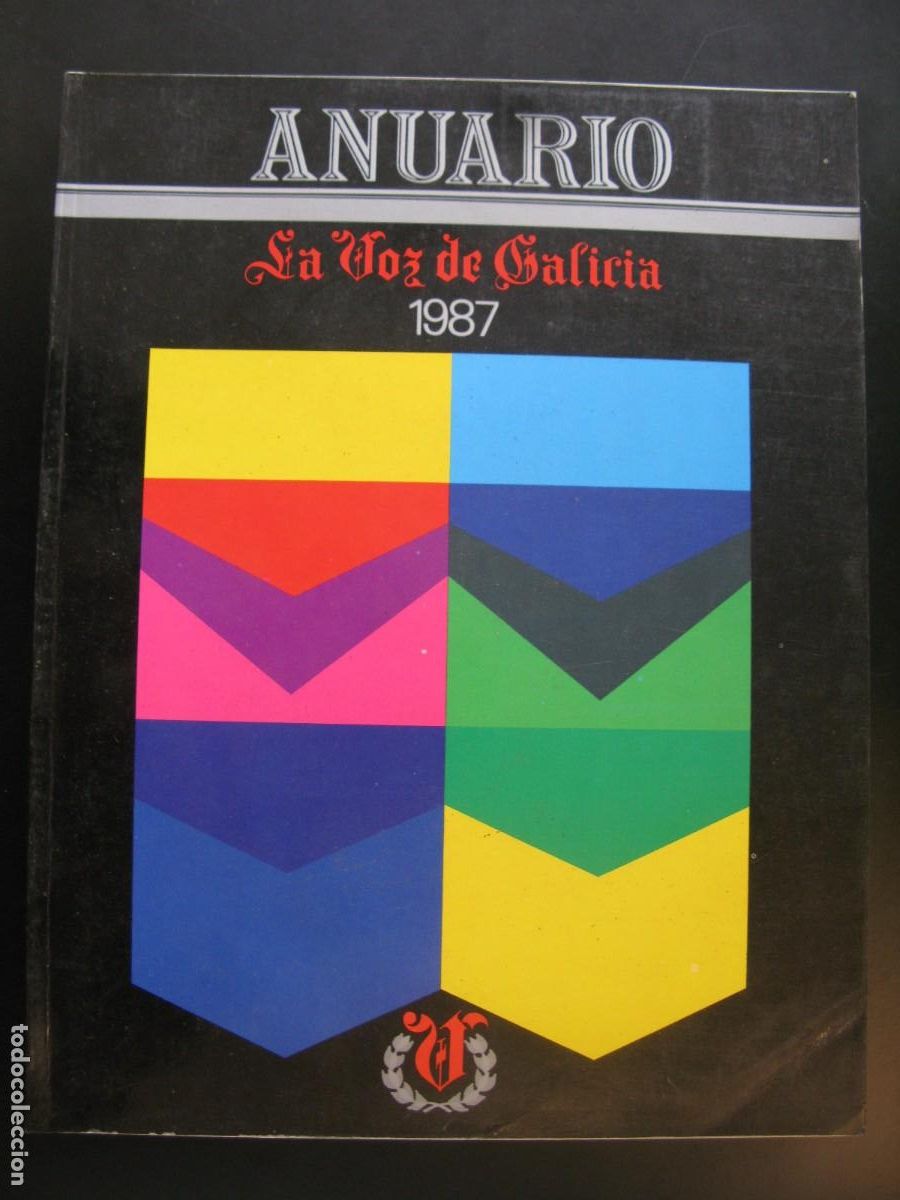 ANUARIO
La Voz de Galicia
1987
V
todocoleccion